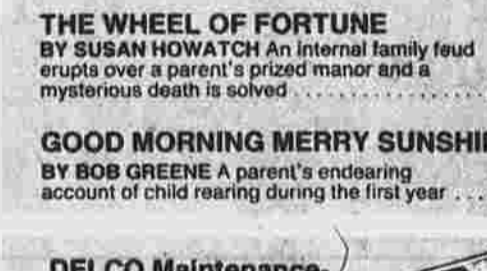 THE WHEEL OF FORTUNE
BY SUSAN HOWATCH An internal family feud
erupts over a parent's prized manor and a
mysterious death is solved . . . . . . . . . . . . . . . .
GOOD MORNING MERRY
BY BOB GREENE A parent's endearing
account of child rearing during the first year . . .
DELCO Maintenance-